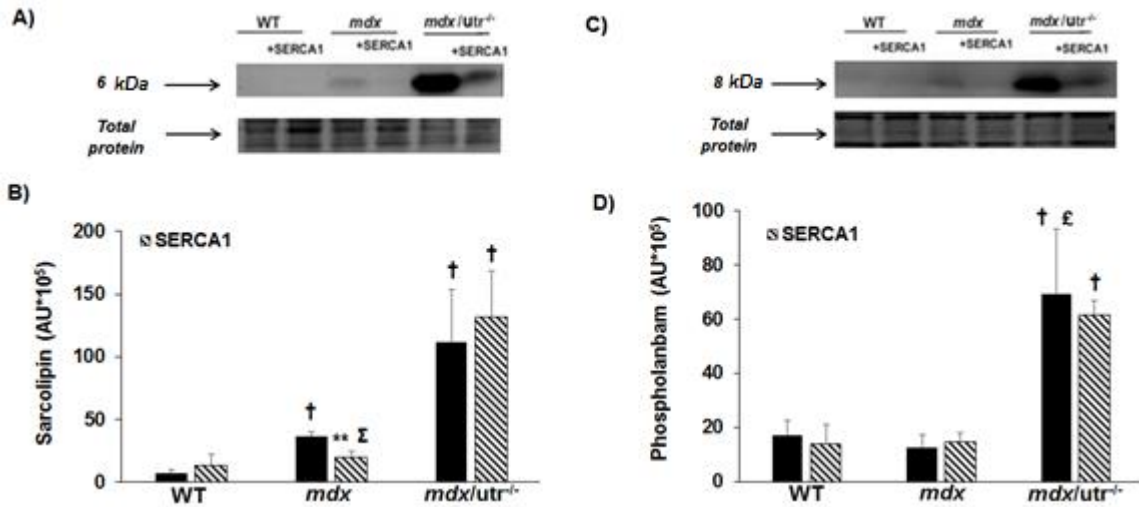 A)
WT mdx mdx/utr-/-
+SERCA1 +SERCA1 +SERCA1
6 kDa
Total
protein
B)
SERCA1
Sarcolipin (AU*10⁵)
200
150
100
50
0
† ** Σ † †
WT mdx mdx/utr-/-
C)
WT mdx mdx/utr-/-
+SERCA1 +SERCA1 +SERCA1
8 kDa
Total
protein
D)
SERCA1
Phospholanbam (AU*10⁵)
100
80
60
40
20
0
† £ †
WT mdx mdx/utr-/-